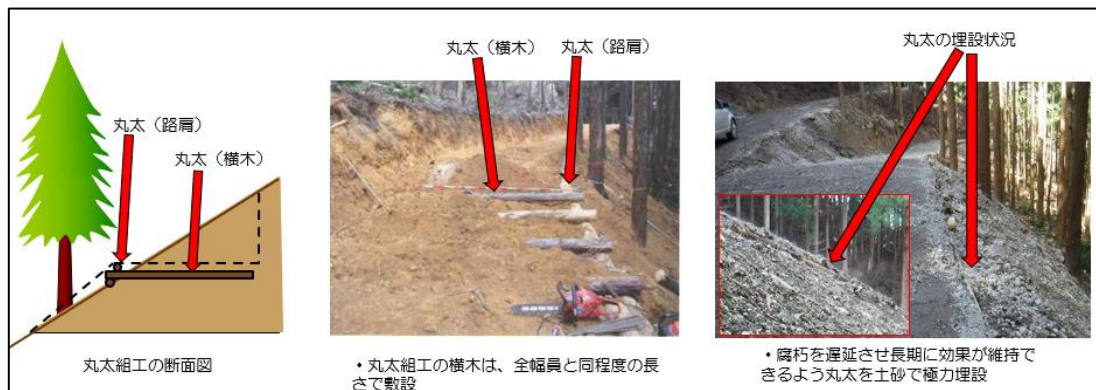 丸太（路肩）
丸太（横木）
丸太組工の断面図
丸太（横木）
丸太（路肩）
・丸太組工の横木は、全幅員と同程度の長
さで敷設
丸太の埋設状況
・腐朽を遅延させ長期に効果が維持で
きるよう丸太を土砂で極力埋設